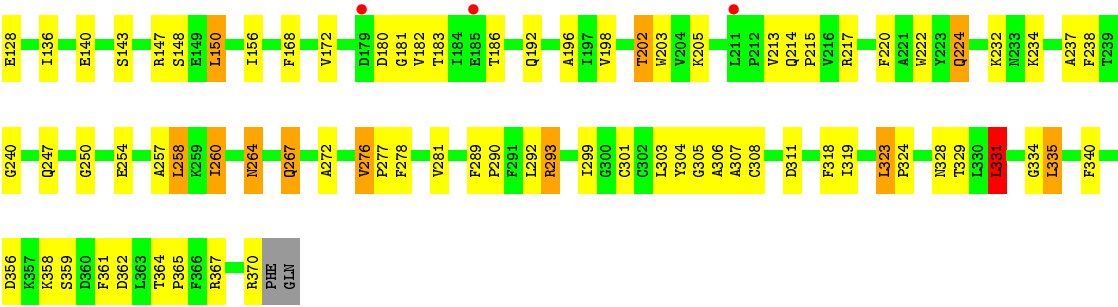 E128 I136 E140 S143 R147 S148 E149 L150 I156 F168 V172 D179 D180 G181 V182 T183 I184 E185 T186 Q192 A196 I197 V198 T202 W203 V204 K205 L211 P212 V213 Q214 P215 V216 R217 F220 A221 W222 Y223 Q224 K232 N233 K234 A237 F238 T239
G240 Q247 G250 E254 A257 L258 K259 I260 N264 Q267 A272 V276 P277 F278 V281 F289 P290 F291 L292 R293 I299 G300 C301 C302 L303 Y304 G305 A306 A307 C308 D311 F318 I319 L323 P324 N328 T329 L330 L331 G334 L335 F340
D356 K357 K358 S359 D360 F361 D362 L363 T364 P365 F366 R367 R370 PHE GLN